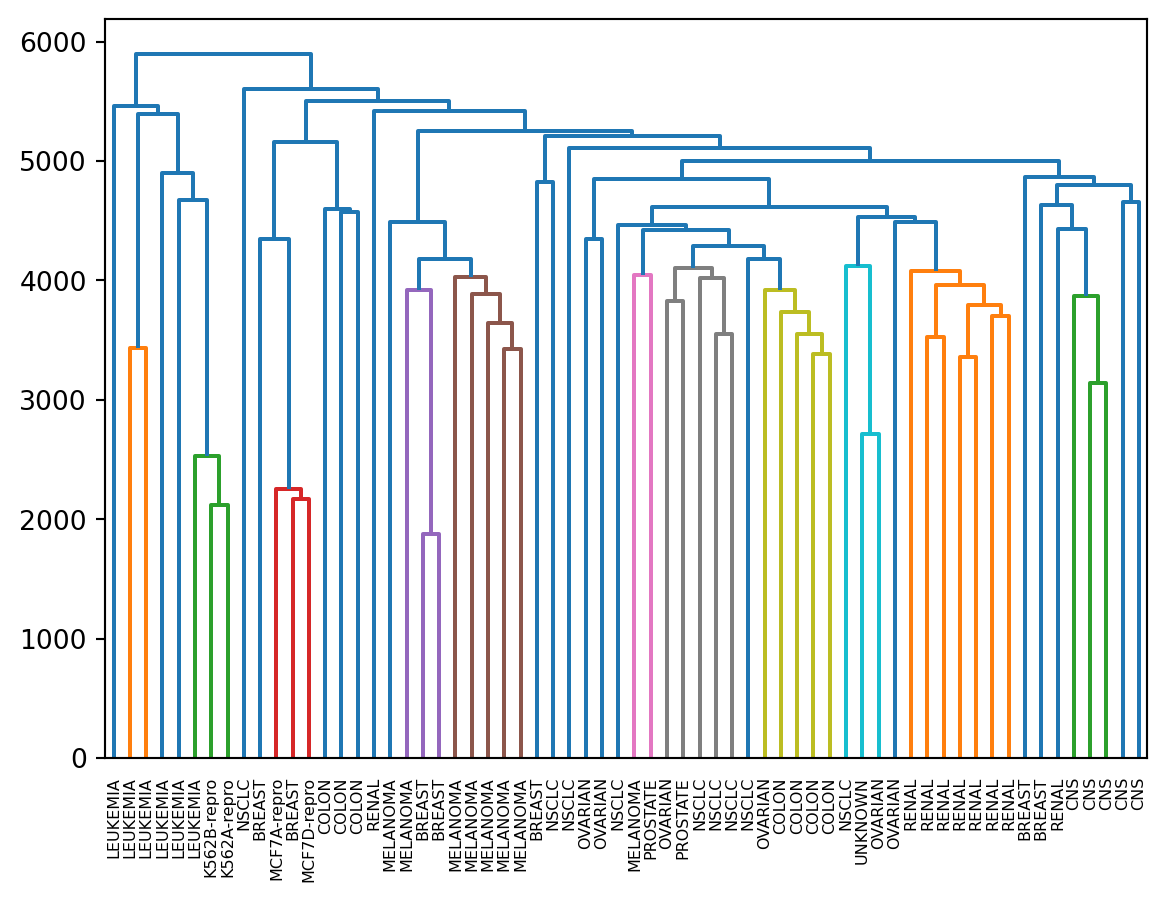 6000
5000
4000
3000
2000
1000
0
LEUKEMIA
LEUKEMIA
LEUKEMIA
LEUKEMIA
LEUKEMIA
LEUKEMIA
K562B-repro
K562A-repro
NSCLC
BREAST
MCF7A-repro
BREAST
MCF7D-repro
COLON
COLON
COLON
RENAL
MELANOMA
MELANOMA
BREAST
BREAST
MELANOMA
MELANOMA
MELANOMA
MELANOMA
MELANOMA
BREAST
NSCLC
NSCLC
OVARIAN
OVARIAN
NSCLC
MELANOMA
PROSTATE
OVARIAN
PROSTATE
NSCLC
NSCLC
NSCLC
NSCLC
OVARIAN
COLON
COLON
COLON
COLON
NSCLC
UNKNOWN
OVARIAN
OVARIAN
RENAL
RENAL
RENAL
RENAL
RENAL
RENAL
RENAL
BREAST
BREAST
RENAL
CNS
CNS
CNS
CNS
CNS